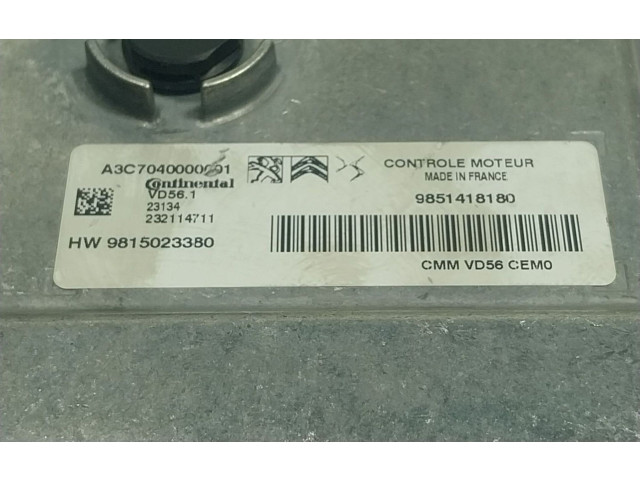 A3C7040000
Continental
VD56.1
23134
232114711
HW 9815023380
CONTROLE MOTEUR
MADE IN FRANCE
9851418180
CMM VD56 CEM0